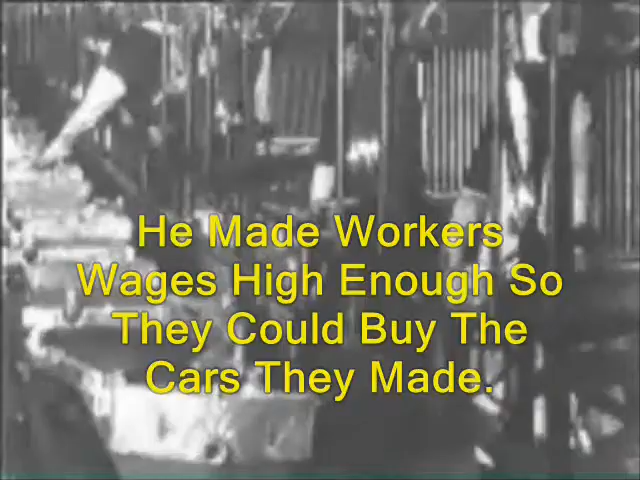 He Made Workers
Wages High Enough So
They Could Buy The
Cars They Made.